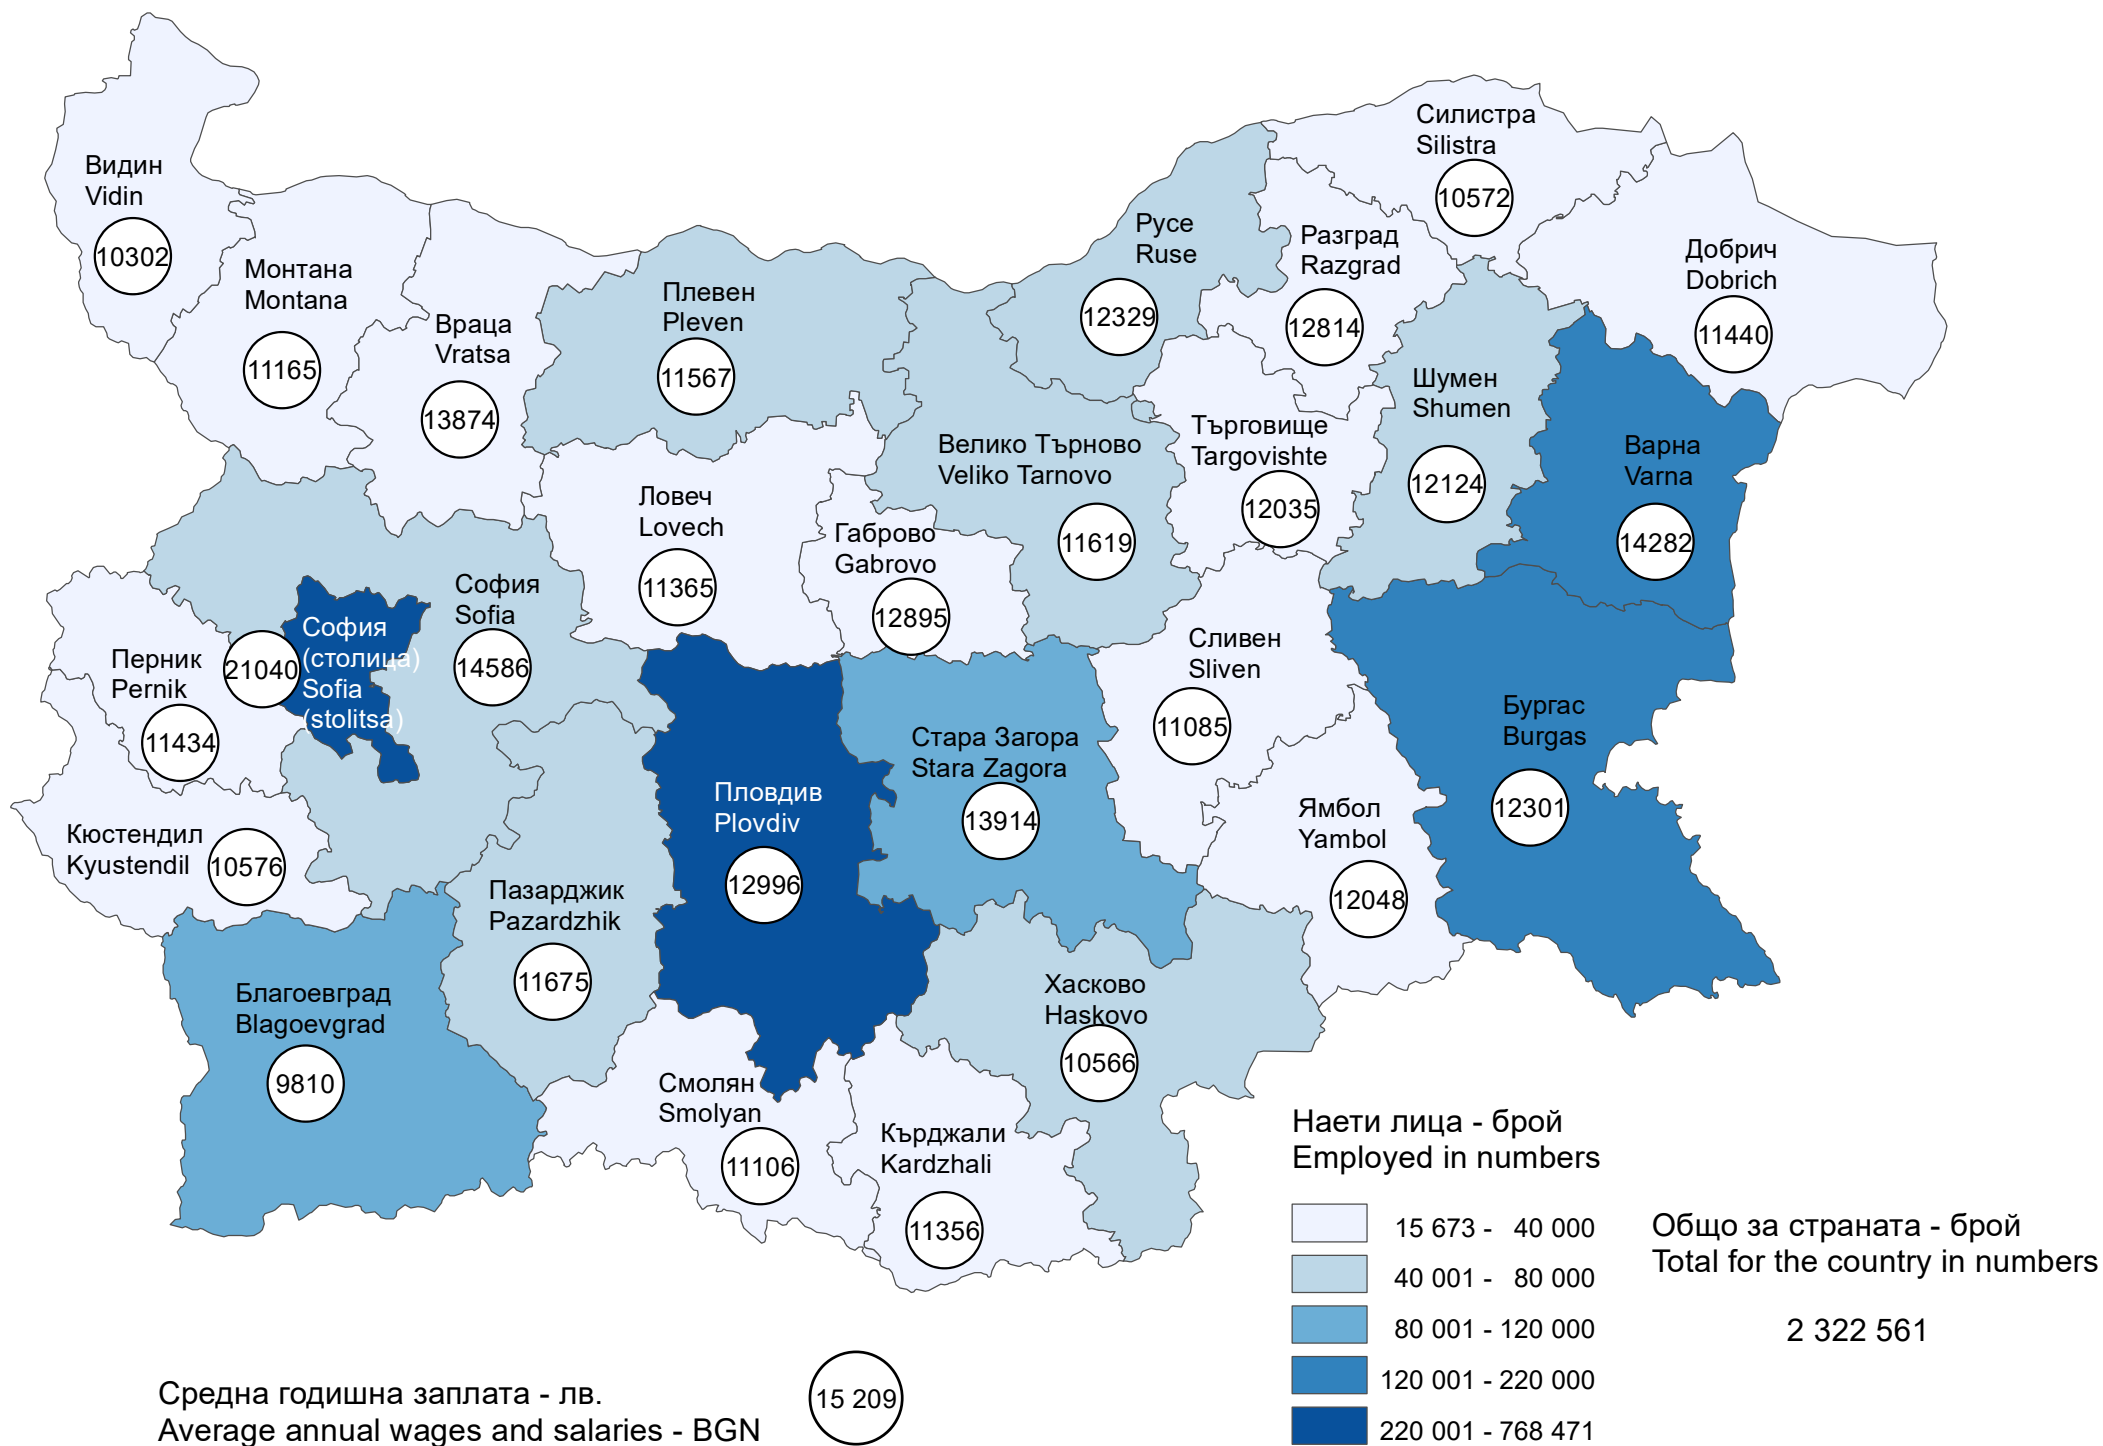 Видин
Vidin
10302
Монтана
Montana
11165
Враца
Vratsa
13874
Плевен
Pleven
11567
Русе
Ruse
12329
Разград
Razgrad
12814
Силистра
Silistra
10572
Добрич
Dobrich
11440
Шумен
Shumen
12124
Варна
Varna
14282
Търговище
Targovishte
12035
Велико Търново
Veliko Tarnovo
11619
Ловеч
Lovech
11365
Габрово
Gabrovo
12895
София
Sofia
14586
София
(столица)
Sofia
(stolitsa)
21040
Перник
Pernik
11434
Кюстендил
Kyustendil
10576
Благоевград
Blagoevgrad
9810
Пазарджик
Pazardzhik
11675
Пловдив
Plovdiv
12996
Стара Загора
Stara Zagora
13914
Сливен
Sliven
11085
Ямбол
Yambol
12048
Бургас
Burgas
12301
Хасково
Haskovo
10566
Смолян
Smolyan
11106
Кърджали
Kardzhali
11356
Наети лица - брой
Employed in numbers
15 673 - 40 000
40 001 - 80 000
80 001 - 120 000
120 001 - 220 000
220 001 - 768 471
Общо за страната - брой
Total for the country in numbers
2 322 561
Средна годишна заплата - лв.
Average annual wages and salaries - BGN
15 209